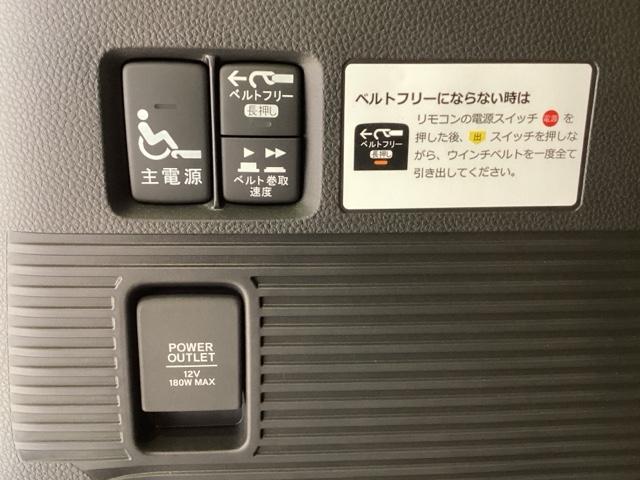 主電源
ベルトフリー
長押し
ベルト巻取
速度
ベルトフリーにならない時は
リモコンの電源スイッチ 電源 を
押した後、 出 スイッチを押しな
がら、ウインチベルトを一度全て
引き出してください。
ベルトフリー
長押し
POWER
OUTLET
12V
180W MAX